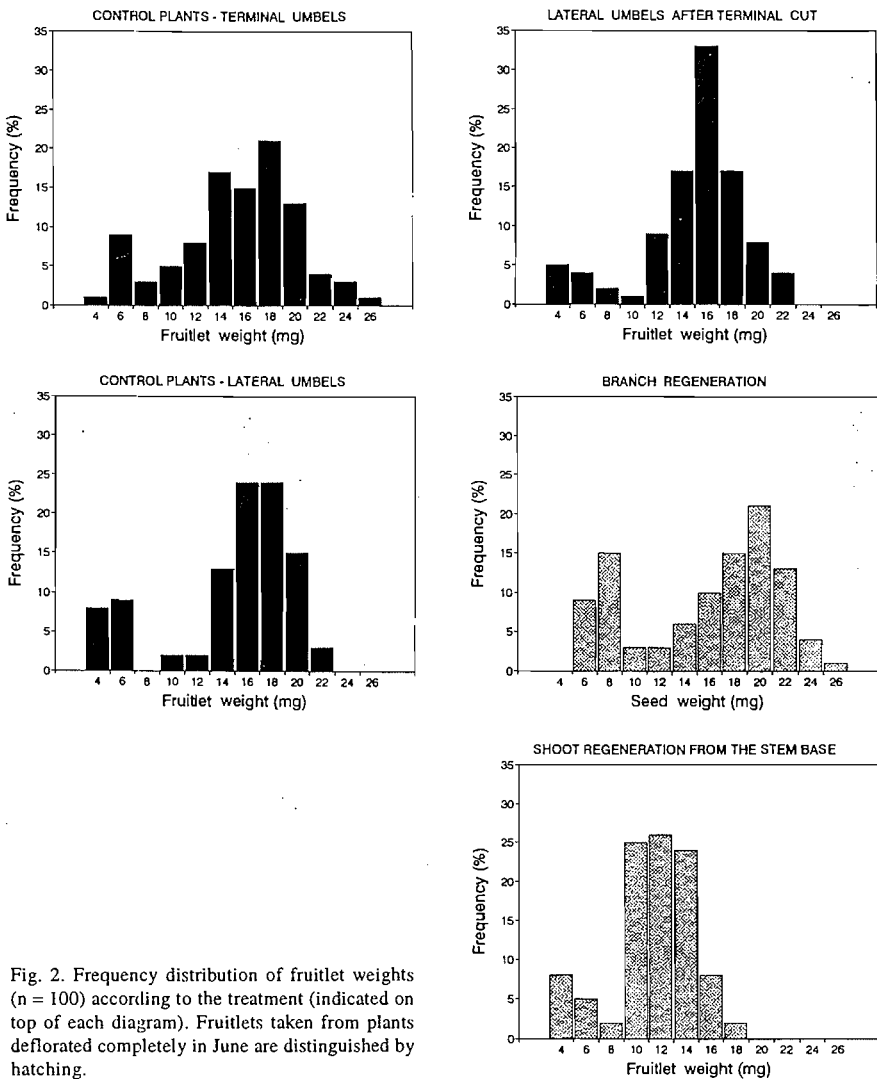 CONTROL PLANTS - TERMINAL UMBELS
35
30
25
20
15
10
5
0
Frequency (%)
4 6 8 10 12 14 16 18 20 22 24 26
Fruitlet weight (mg)
LATERAL UMBELS AFTER TERMINAL CUT
35
30
25
20
15
10
5
0
Frequency (%)
4 6 8 10 12 14 16 18 20 22 24 26
Fruitlet weight (mg)
CONTROL PLANTS - LATERAL UMBELS
35
30
25
20
15
10
5
0
Frequency (%)
4 6 8 10 12 14 16 18 20 22 24 26
Fruitlet weight (mg)
BRANCH REGENERATION
35
30
25
20
15
10
5
0
Frequency (%)
4 6 8 10 12 14 16 18 20 22 24 26
Seed weight (mg)
SHOOT REGENERATION FROM THE STEM BASE
35
30
25
20
15
10
5
0
Frequency (%)
4 6 8 10 12 14 16 18 20 22 24 26
Fruitlet weight (mg)
Fig. 2. Frequency distribution of fruitlet weights
(n = 100) according to the treatment (indicated on
top of each diagram). Fruitlets taken from plants
deflorated completely in June are distinguished by
hatching.